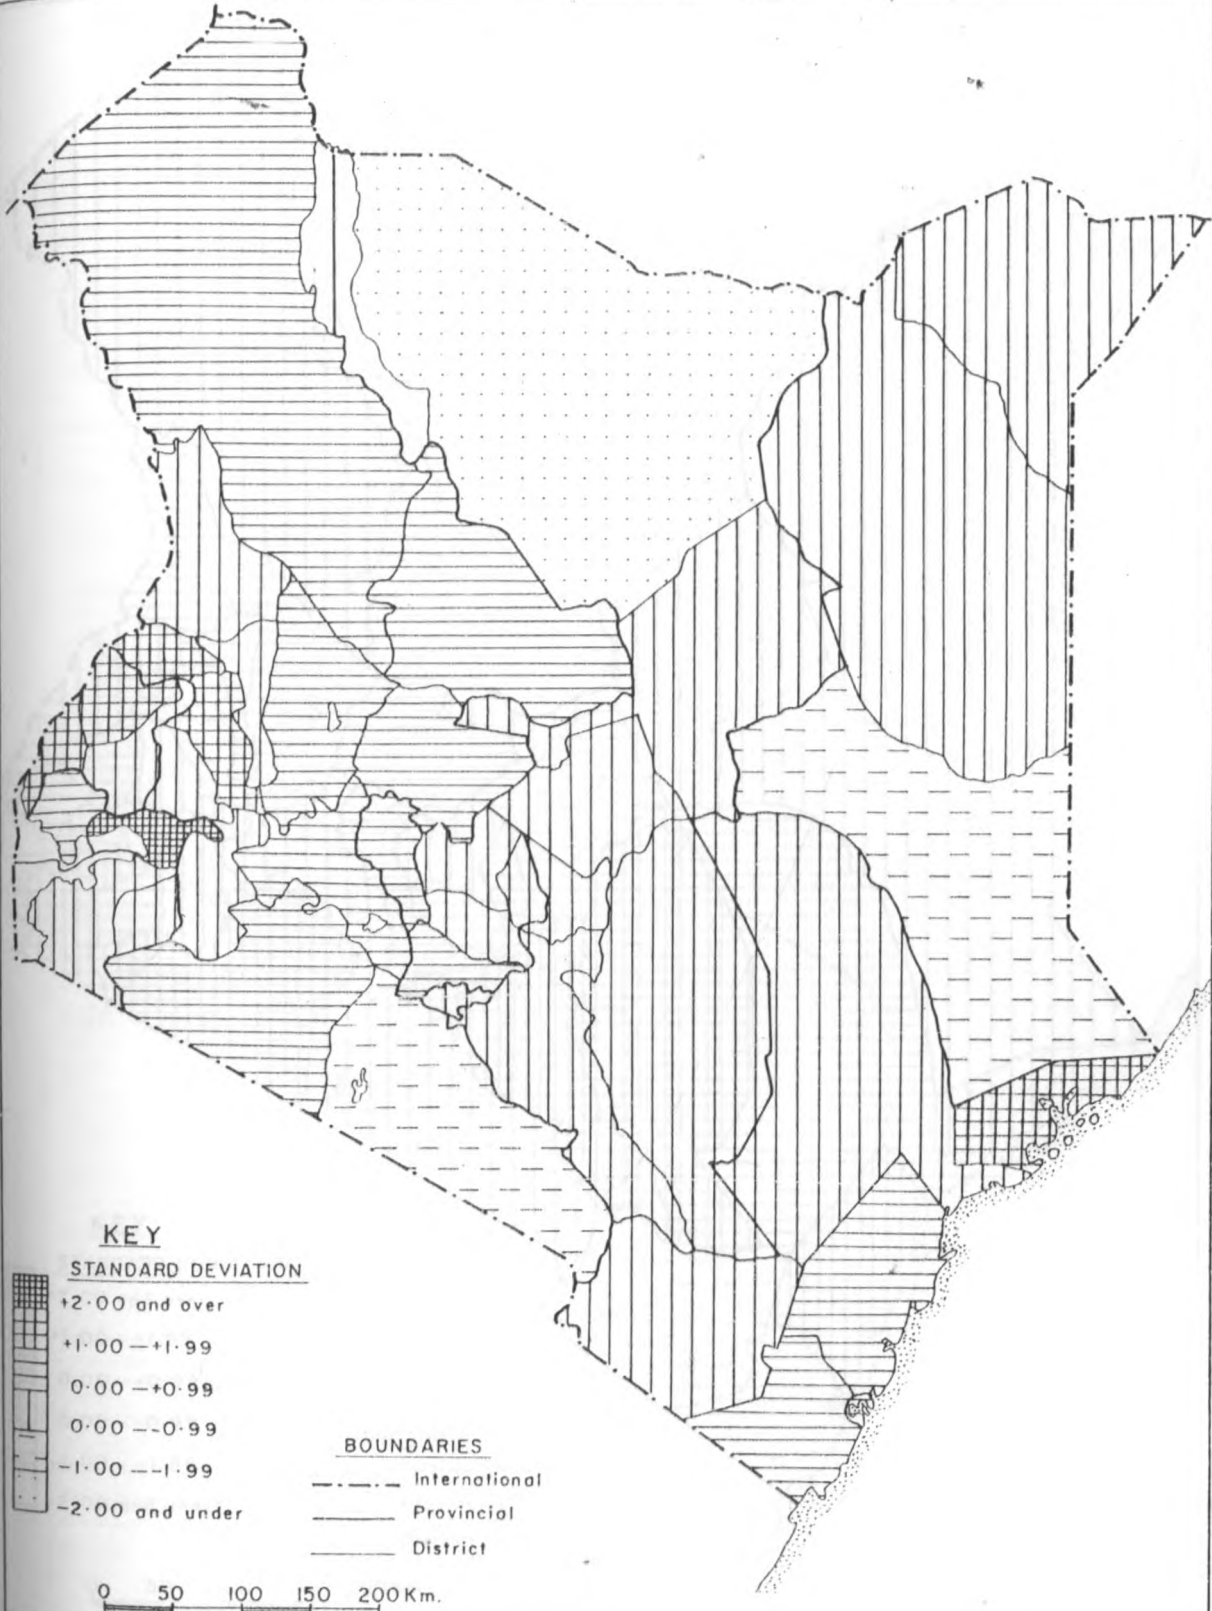 KEY
STANDARD DEVIATION
+2·00 and over
+1·00—+1·99
0·00—+0·99
0·00—-0·99
-1·00—-1·99
-2·00 and under
BOUNDARIES
International
Provincial
District
0 50 100 150 200 Km.